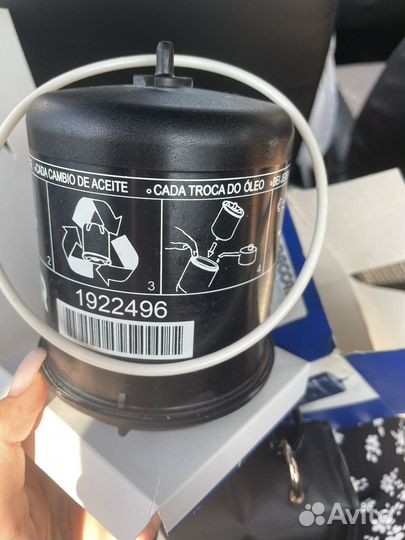 CADA CAMBIO DE ACEITE ○ CADA TROCA DO ÓLEO
2 3 4
1922496
Avito